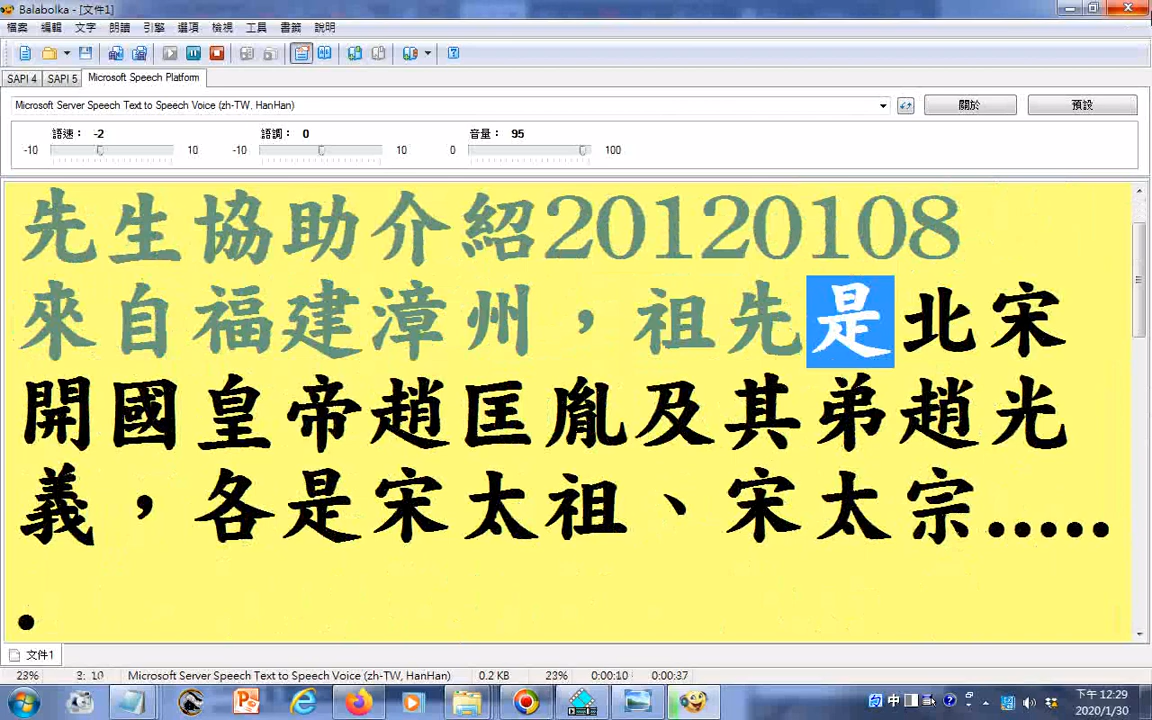 Balabolka - [文件1]
檔案 編輯 文字 朗讀 引擎 選項 檢視 工具 書籤 說明
SAPI 4 SAPI 5 Microsoft Speech Platform
Microsoft Server Speech Text to Speech Voice (zh-TW, HanHan) 關於 預設
語速： -2 語調： 0 音量： 95
-10 10 -10 10 0 100
先生協助介紹20120108
來自福建漳州，祖先是北宋
開國皇帝趙匡胤及其弟趙光
義，各是宋太祖、宋太宗.....
.
文件1
23% 3: 10 Microsoft Server Speech Text to Speech Voice (zh-TW, HanHan) 0.2 KB 23% 0:00:10 0:00:37
中 下午 12:29
2020/1/30